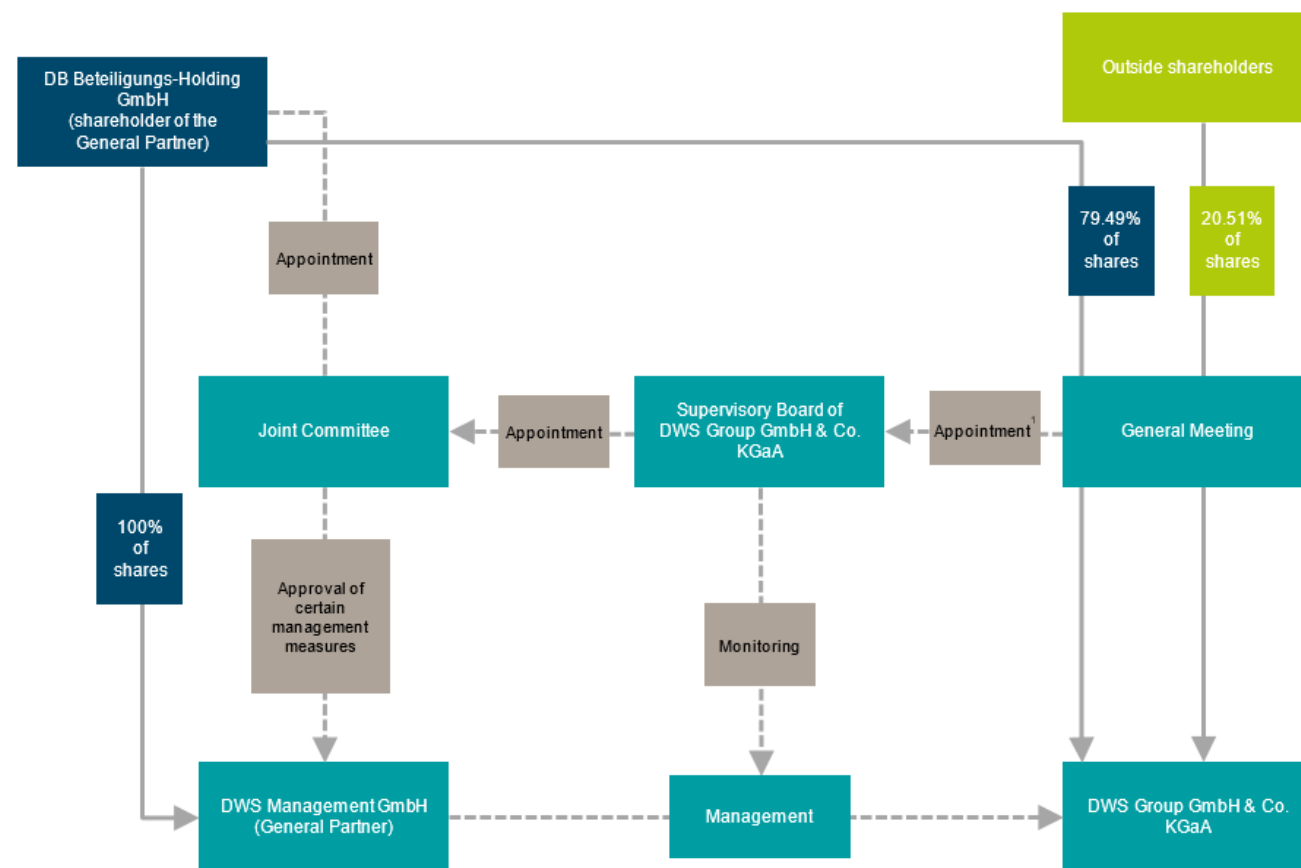 DB Beteiligungs-Holding
GmbH
(shareholder of the
General Partner)
Outside shareholders
79.49%
of
shares
20.51%
of
shares
Appointment
Joint Committee
Appointment
Supervisory Board of
DWS Group GmbH & Co.
KGaA
Appointment¹
General Meeting
100%
of
shares
Approval of
certain
management
measures
Monitoring
DWS Management GmbH
(General Partner)
Management
DWS Group GmbH & Co.
KGaA